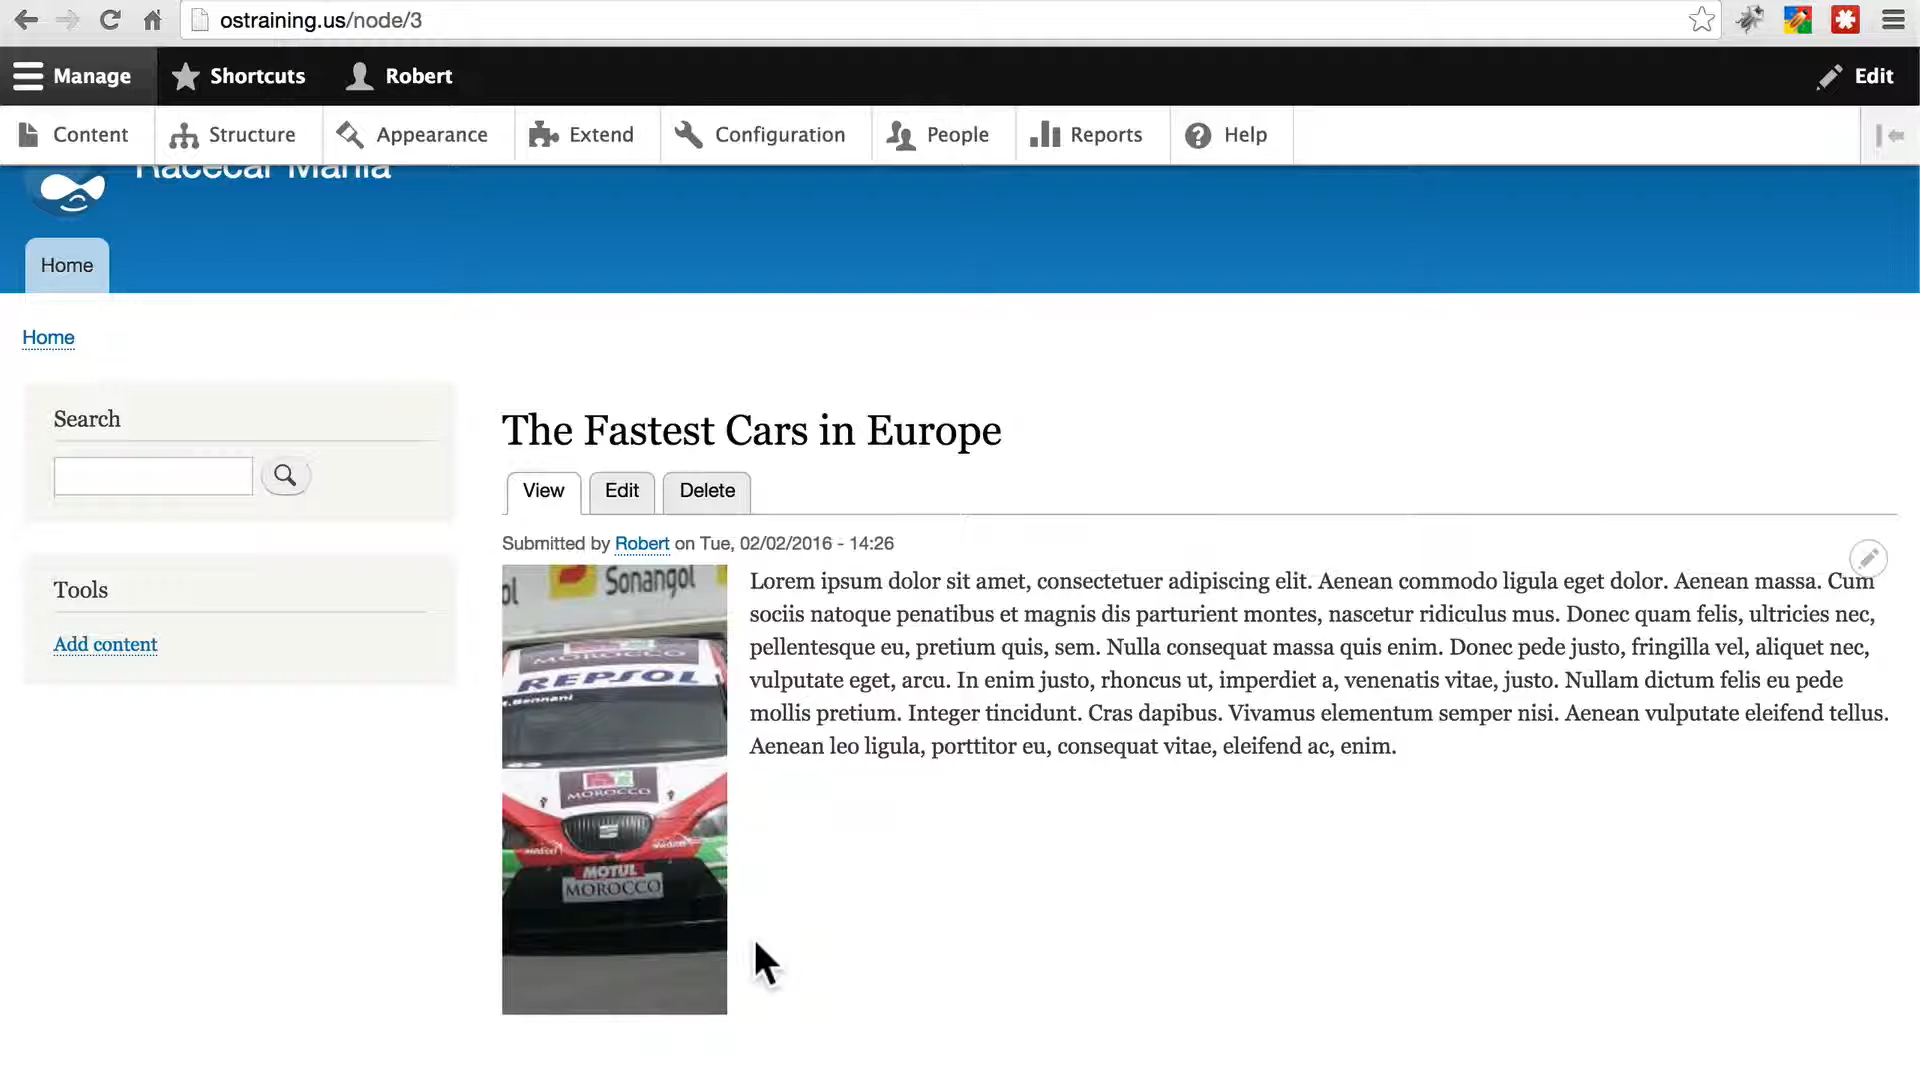 ostraining.us/node/3
Manage Shortcuts Robert Edit
Content Structure Appearance Extend Configuration People Reports Help
Racecar Mania
Home
Home
Search
Tools
Add content
The Fastest Cars in Europe
View Edit Delete
Submitted by Robert on Tue, 02/02/2016 - 14:26
Lorem ipsum dolor sit amet, consectetuer adipiscing elit. Aenean commodo ligula eget dolor. Aenean massa. Cum
sociis natoque penatibus et magnis dis parturient montes, nascetur ridiculus mus. Donec quam felis, ultricies nec,
pellentesque eu, pretium quis, sem. Nulla consequat massa quis enim. Donec pede justo, fringilla vel, aliquet nec,
vulputate eget, arcu. In enim justo, rhoncus ut, imperdiet a, venenatis vitae, justo. Nullam dictum felis eu pede
mollis pretium. Integer tincidunt. Cras dapibus. Vivamus elementum semper nisi. Aenean vulputate eleifend tellus.
Aenean leo ligula, porttitor eu, consequat vitae, eleifend ac, enim.
ol Sonangol
MOROCCO
REPSOL
M.Bennani
MOROCCO
MOTUL
MOROCCO